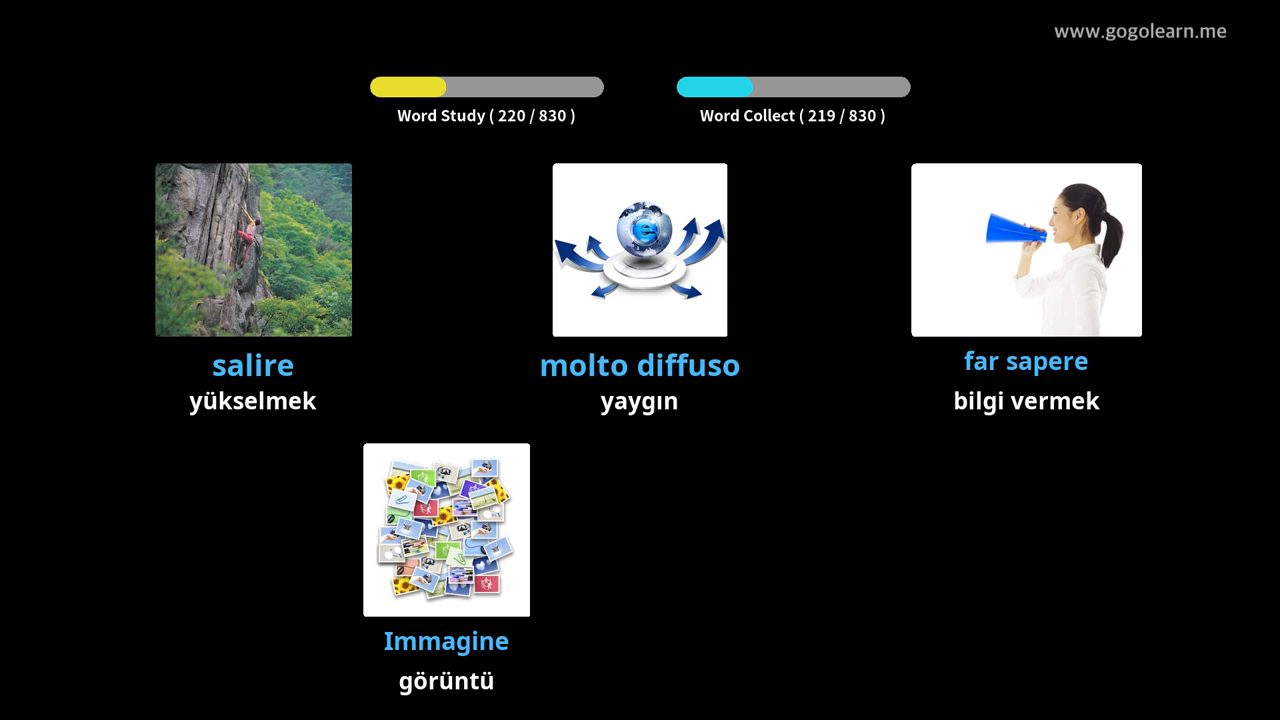 www.gogolearn.me
Word Study ( 220 / 830 )
Word Collect ( 219 / 830 )
salire
yükselmek
molto diffuso
yaygın
far sapere
bilgi vermek
Immagine
görüntü